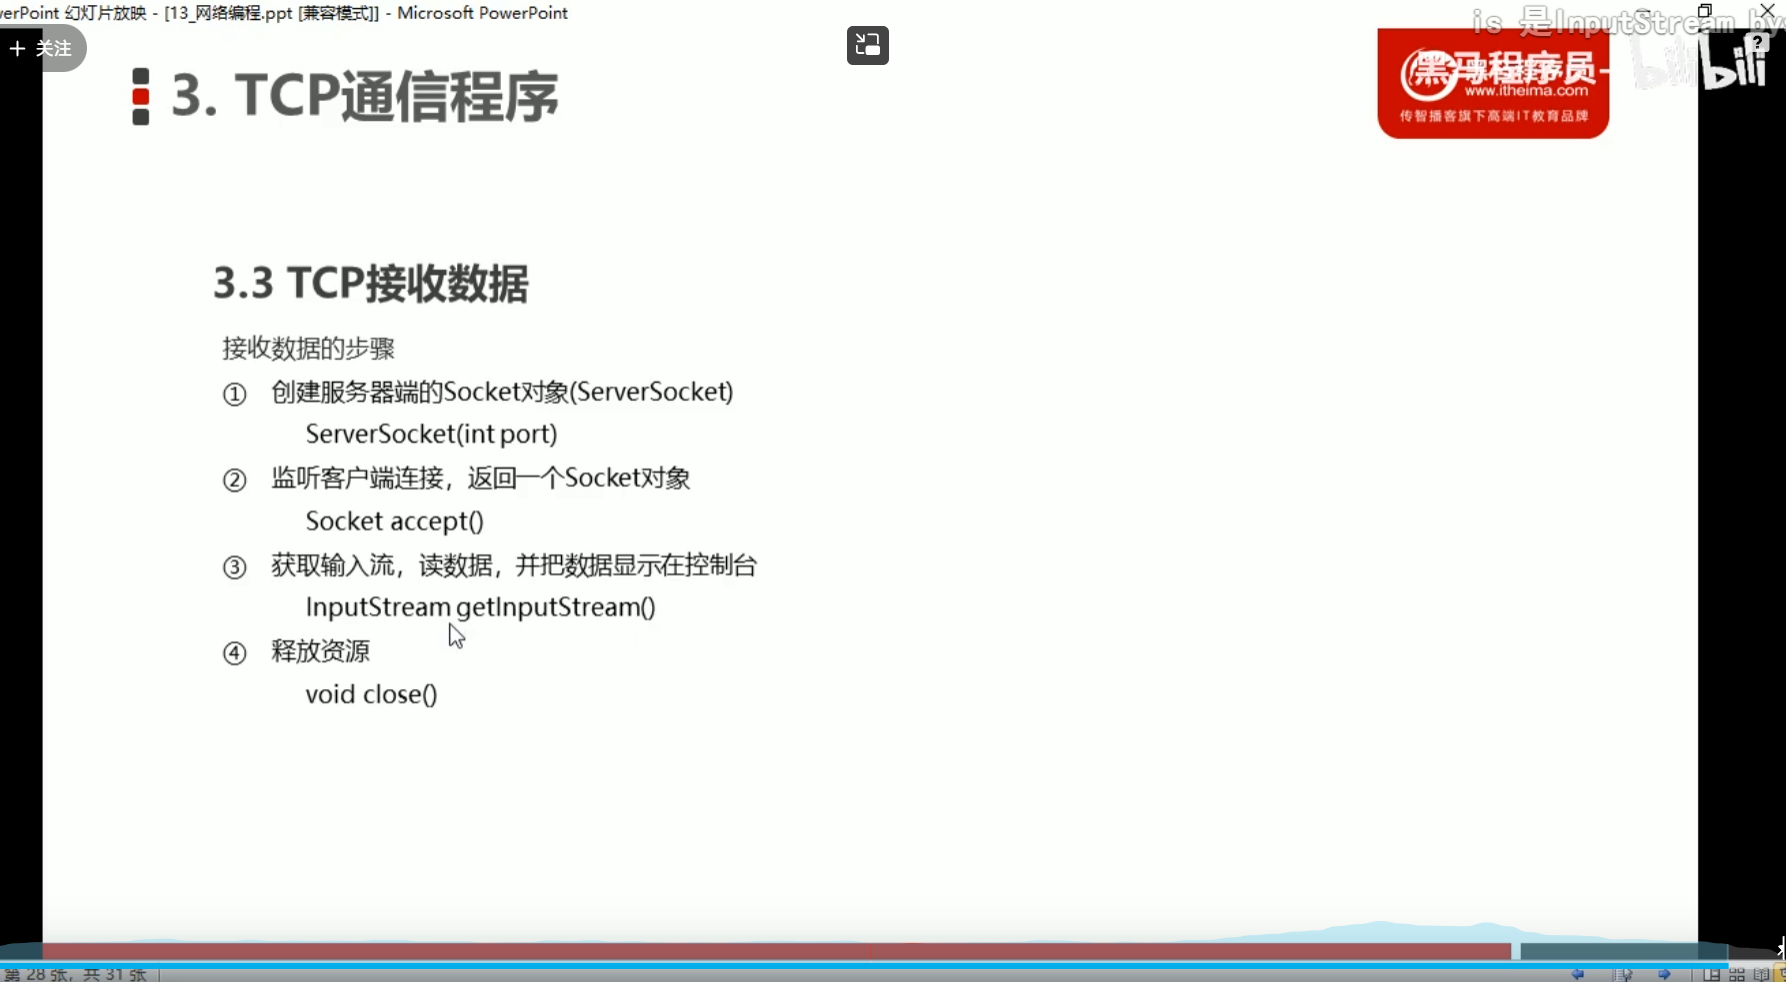 verPoint 幻灯片放映 - [13_网络编程.ppt [兼容模式]] - Microsoft PowerPoint
is 是InputStream by
+ 关注
3. TCP通信程序
黑马程序员
www.itheima.com
传智播客旗下高端IT教育品牌
bilibili
3.3 TCP接收数据
接收数据的步骤
① 创建服务器端的Socket对象(ServerSocket)
ServerSocket(int port)
② 监听客户端连接，返回一个Socket对象
Socket accept()
③ 获取输入流，读数据，并把数据显示在控制台
InputStream getInputStream()
④ 释放资源
void close()
第 28 张，共 31 张